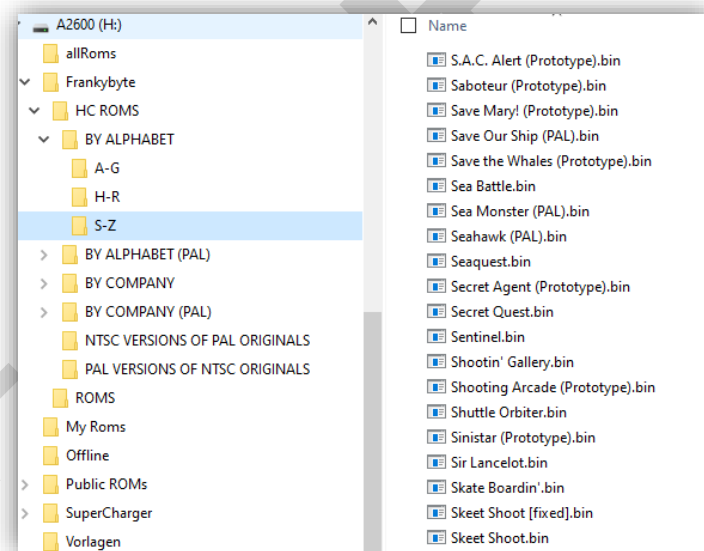 A2600 (H:)
allRoms
Frankybyte
HC ROMS
BY ALPHABET
A-G
H-R
S-Z
BY ALPHABET (PAL)
BY COMPANY
BY COMPANY (PAL)
NTSC VERSIONS OF PAL ORIGINALS
PAL VERSIONS OF NTSC ORIGINALS
ROMS
My Roms
Offline
Public ROMs
SuperCharger
Vorlagen
Name
S.A.C. Alert (Prototype).bin
Saboteur (Prototype).bin
Save Mary! (Prototype).bin
Save Our Ship (PAL).bin
Save the Whales (Prototype).bin
Sea Battle.bin
Sea Monster (PAL).bin
Seahawk (PAL).bin
Seaquest.bin
Secret Agent (Prototype).bin
Secret Quest.bin
Sentinel.bin
Shootin' Gallery.bin
Shooting Arcade (Prototype).bin
Shuttle Orbiter.bin
Sinistar (Prototype).bin
Sir Lancelot.bin
Skate Boardin'.bin
Skeet Shoot [fixed].bin
Skeet Shoot.bin